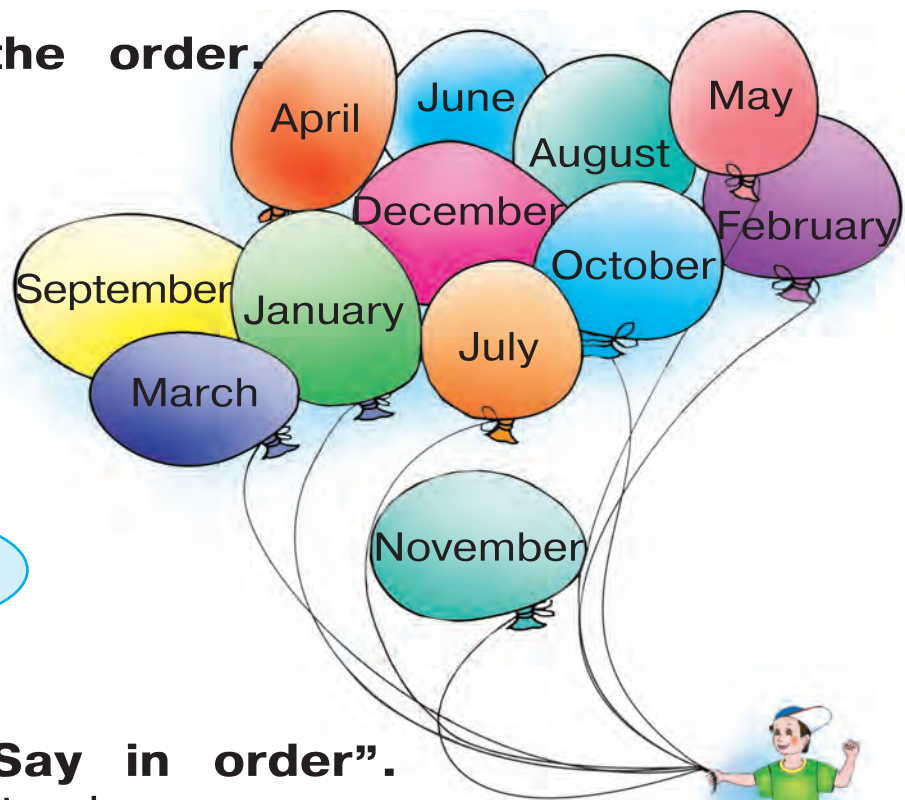 the order.
April
June
May
August
December
February
October
September
January
July
March
November
Say in order”.